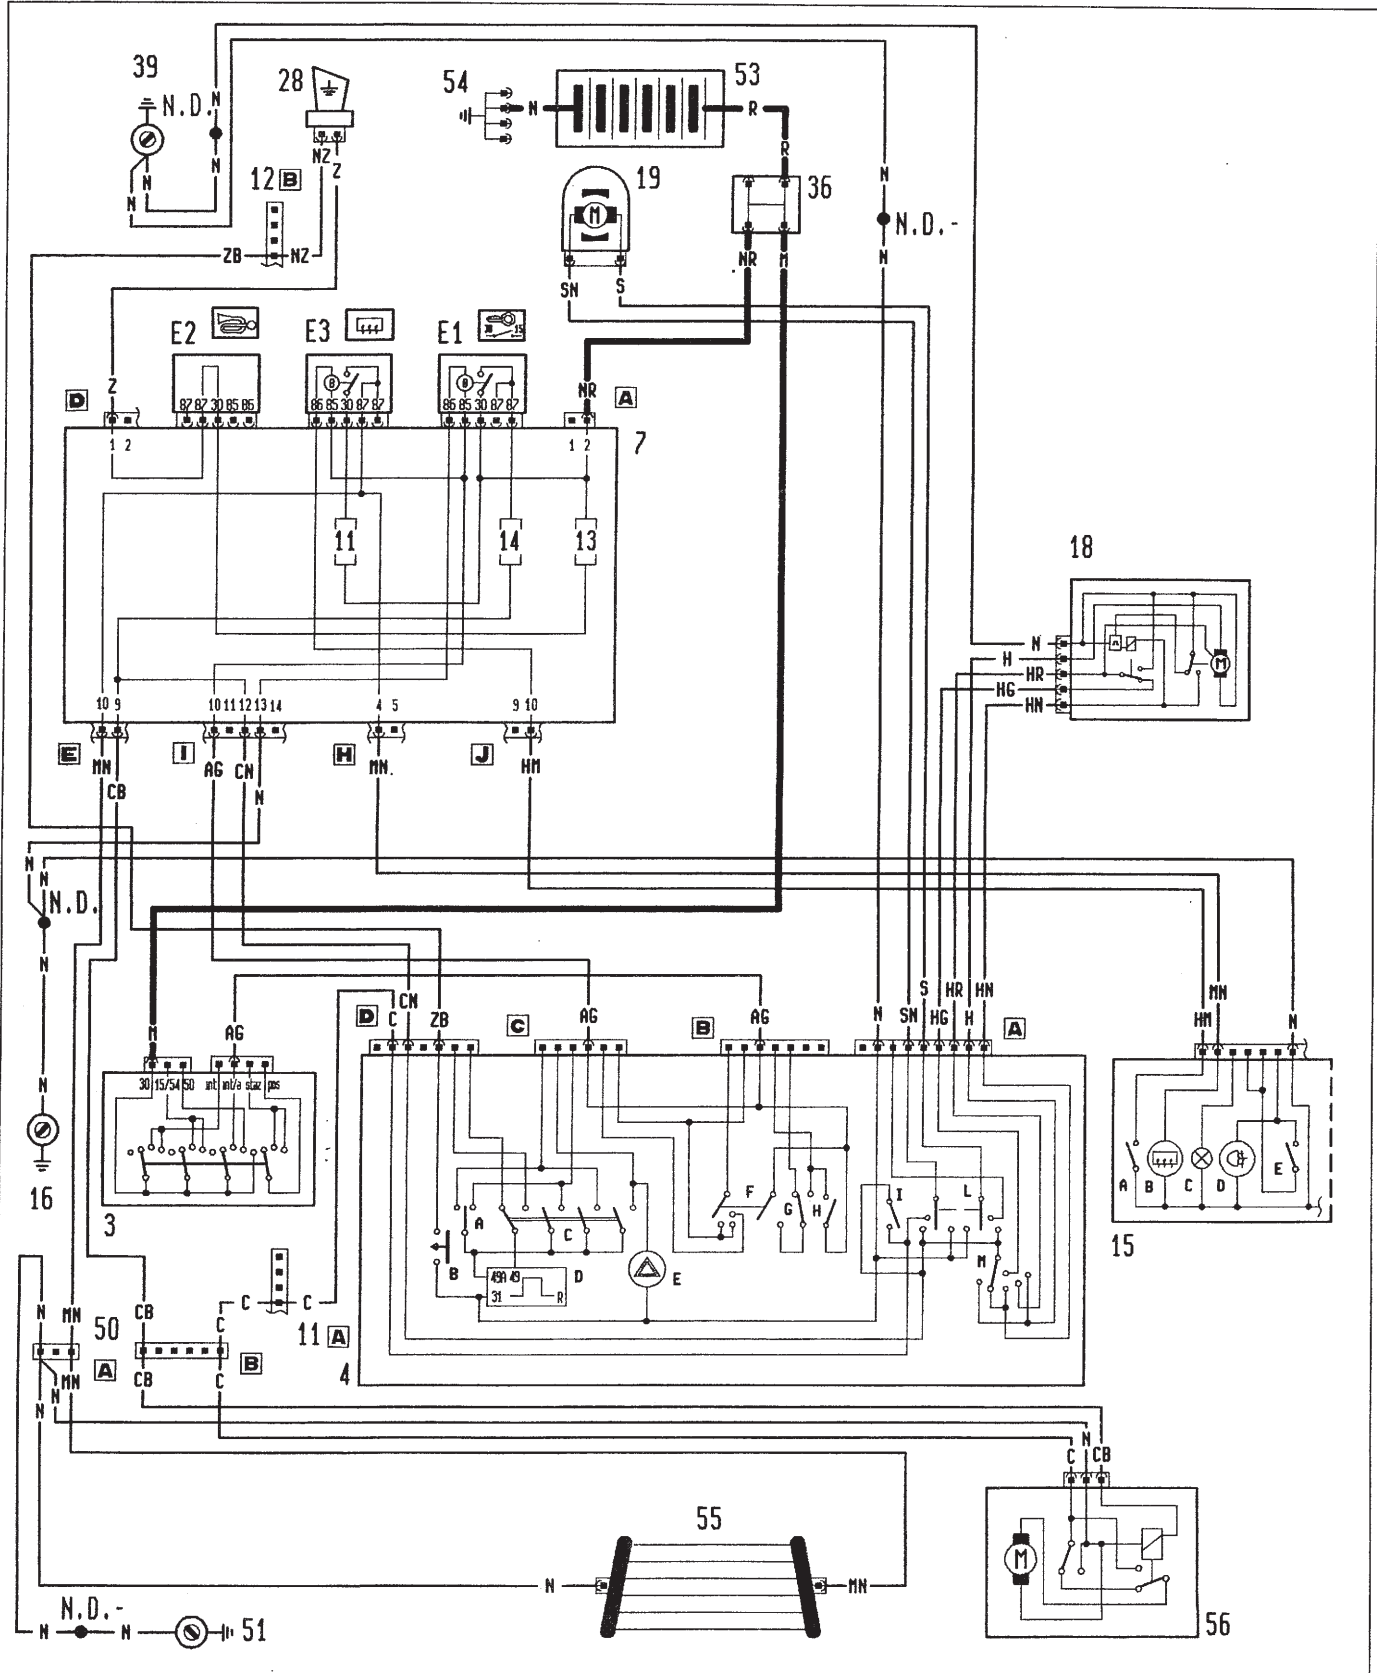 39
N.D.
N
N
N
N
28
NZ
Z
12 B
ZB
NZ
54
N
53
R
R
19
M
SN
S
36
NR
M
N
N.D.-
N
E2
E3
E1
30
15
D
Z
87 87 30 85 86
86 85 30 87 87
86 85 30 87 87
NR
A
7
1 2
1 2
11
14
13
18
N
H
HR
HG
HN
M
10 9
10 11 12 13 14
4 5
9 10
E
I
H
J
MN
CB
AG
CN
N
MN.
HM
N
N
N.D.
N
N
16
M
AG
30 15/54 50
int int/a staz pos
3
D
C
CN
ZB
C
AG
B
AG
N
SN
S
HG
HR
H
HN
A
HM
MN
N
A
B
C
D
49A 49
31
R
E
F
G
H
I
L
M
A
B
C
D
E
15
N
MN
50
CB
C
C
C
11 A
4
A
B
N
MN
N
CB
C
C
N
CB
55
N
MN
M
56
N.D.-
N
N
51